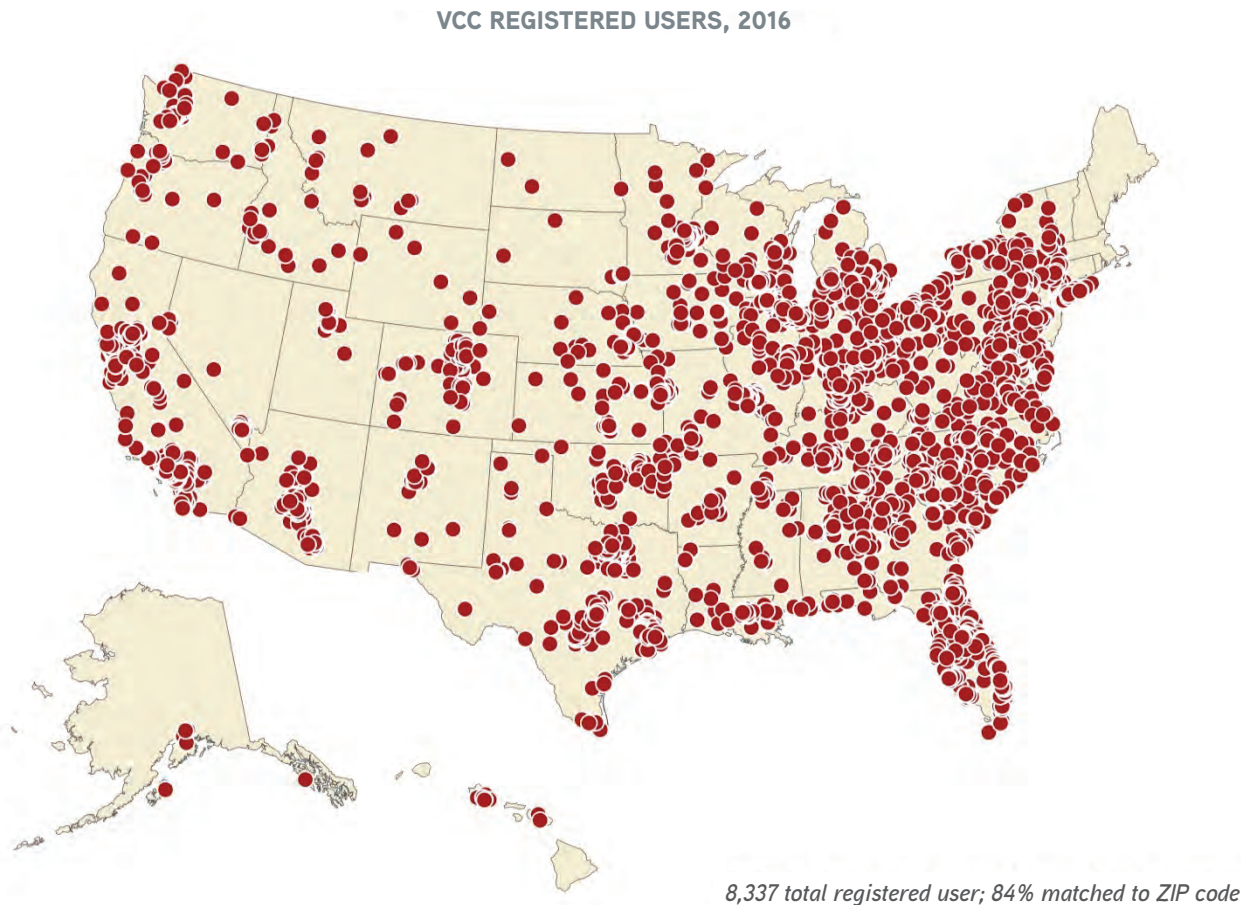 VCC REGISTERED USERS, 2016
8,337 total registered user; 84% matched to ZIP code